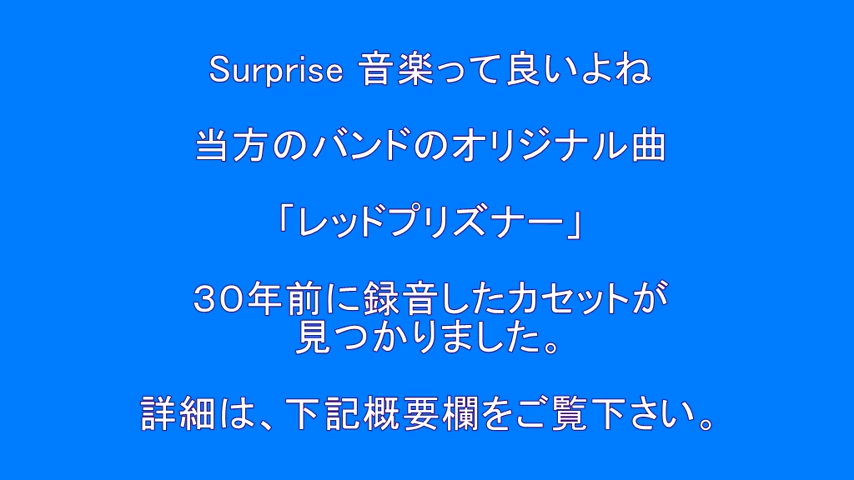 Surprise 音楽って良いよね
当方のバンドのオリジナル曲
「レッドプリズナー」
３０年前に録音したカセットが
見つかりました。
詳細は、下記概要欄をご覧下さい。